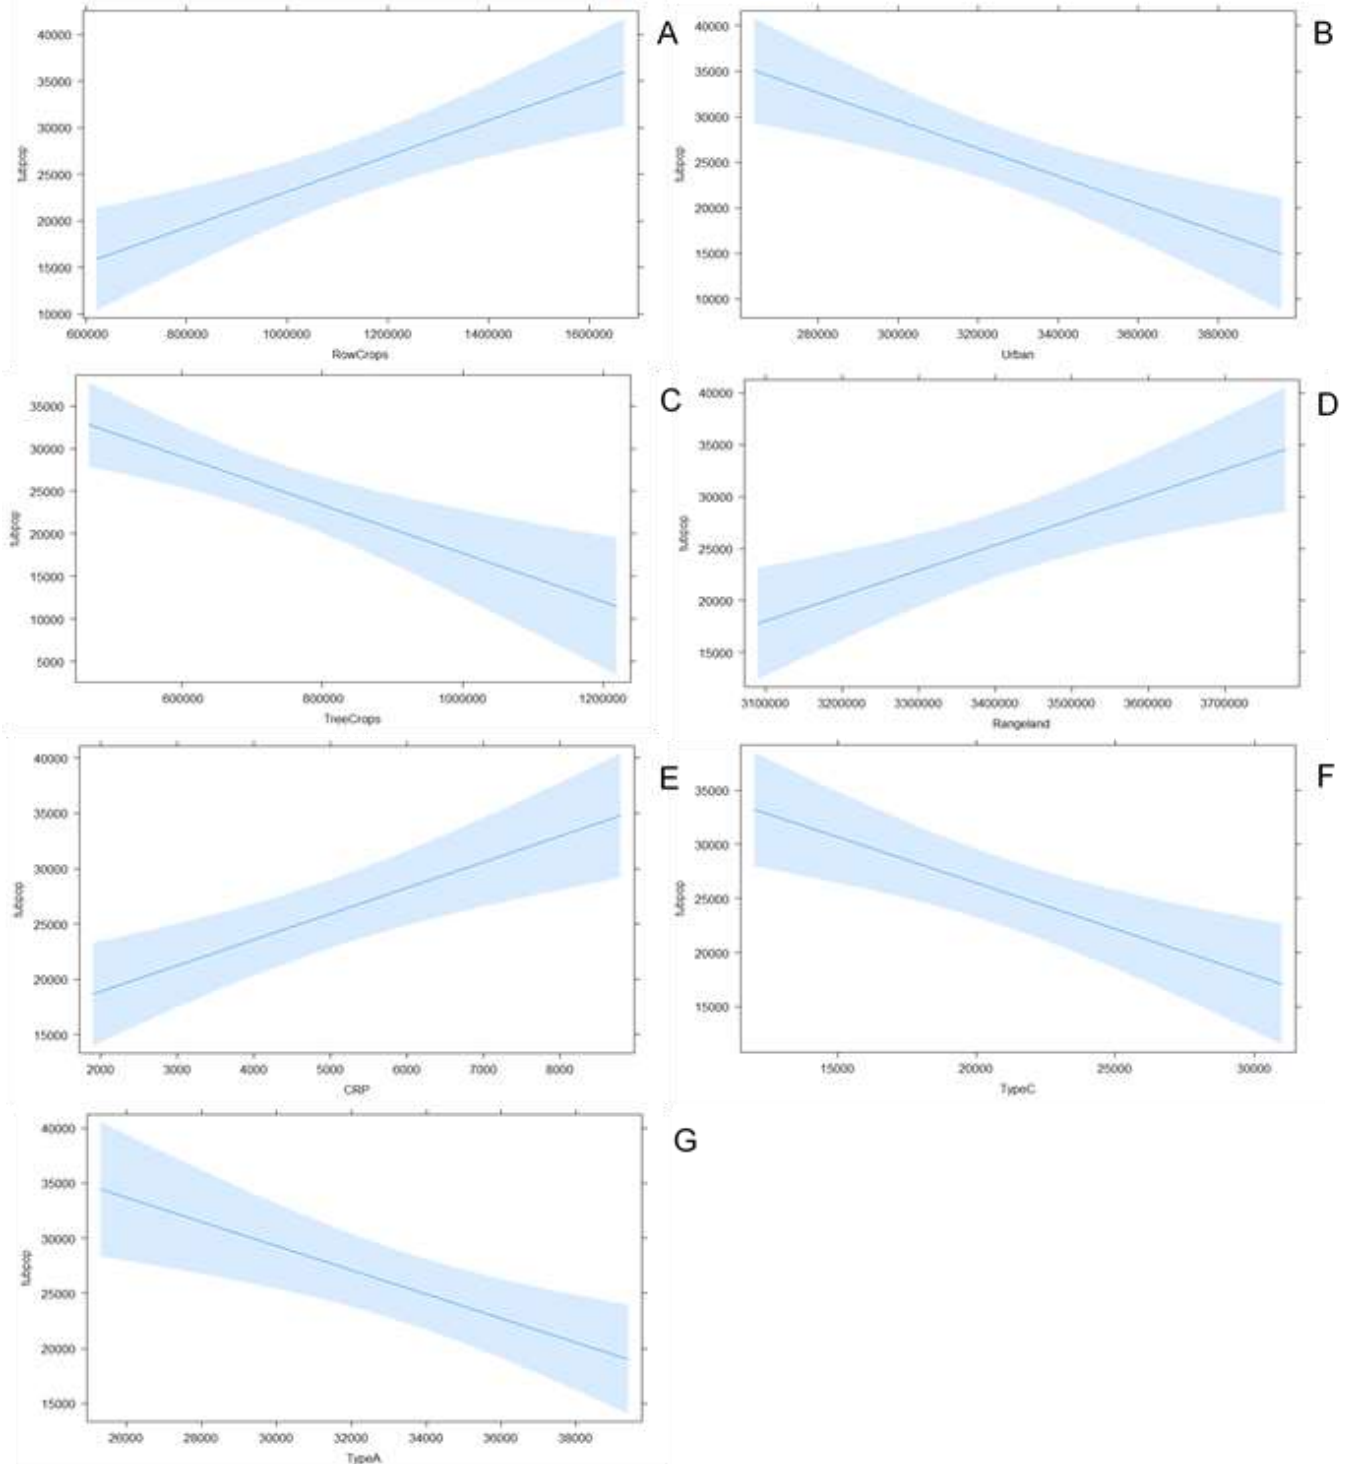 40000
35000
30000
25000
20000
15000
10000
tubpop
600000 800000 1000000 1200000 1400000 1600000
RowCrops
A
40000
35000
30000
25000
20000
15000
10000
tubpop
280000 300000 320000 340000 360000 380000
Urban
B
35000
30000
25000
20000
15000
10000
5000
tubpop
600000 800000 1000000 1200000
TreeCrops
C
40000
35000
30000
25000
20000
15000
tubpop
3100000 3200000 3300000 3400000 3500000 3600000 3700000
Rangeland
D
40000
35000
30000
25000
20000
15000
tubpop
2000 3000 4000 5000 6000 7000 8000
CRP
E
35000
30000
25000
20000
15000
tubpop
15000 20000 25000 30000
TypeC
F
40000
35000
30000
25000
20000
15000
tubpop
26000 28000 30000 32000 34000 36000 38000
TypeA
G